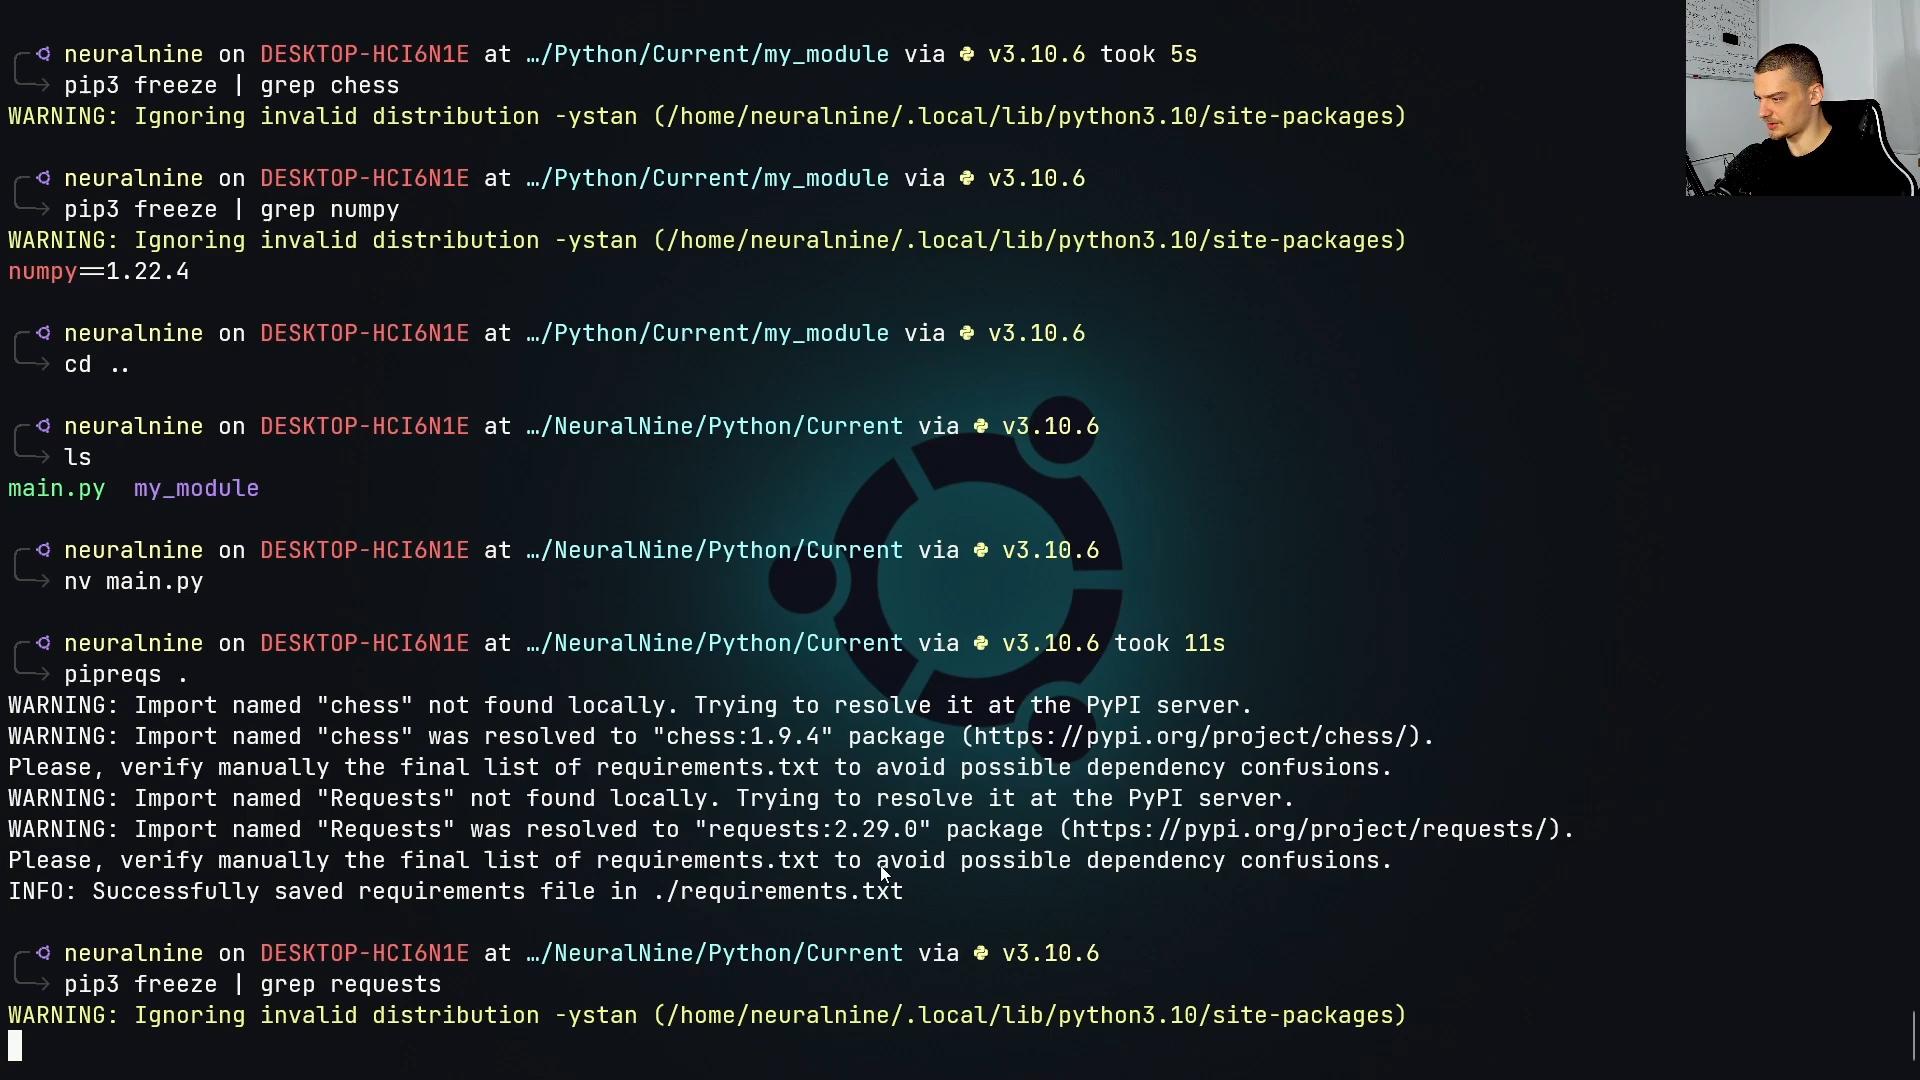 neuralnine on DESKTOP-HCI6N1E at …/Python/Current/my_module via v3.10.6 took 5s
pip3 freeze | grep chess
WARNING: Ignoring invalid distribution -ystan (/home/neuralnine/.local/lib/python3.10/site-packages)
neuralnine on DESKTOP-HCI6N1E at …/Python/Current/my_module via v3.10.6
pip3 freeze | grep numpy
WARNING: Ignoring invalid distribution -ystan (/home/neuralnine/.local/lib/python3.10/site-packages)
numpy==1.22.4
neuralnine on DESKTOP-HCI6N1E at …/Python/Current/my_module via v3.10.6
cd ..
neuralnine on DESKTOP-HCI6N1E at …/NeuralNine/Python/Current via v3.10.6
ls
main.py my_module
neuralnine on DESKTOP-HCI6N1E at …/NeuralNine/Python/Current via v3.10.6
nv main.py
neuralnine on DESKTOP-HCI6N1E at …/NeuralNine/Python/Current via v3.10.6 took 11s
pipreqs .
WARNING: Import named "chess" not found locally. Trying to resolve it at the PyPI server.
WARNING: Import named "chess" was resolved to "chess:1.9.4" package (https://pypi.org/project/chess/).
Please, verify manually the final list of requirements.txt to avoid possible dependency confusions.
WARNING: Import named "Requests" not found locally. Trying to resolve it at the PyPI server.
WARNING: Import named "Requests" was resolved to "requests:2.29.0" package (https://pypi.org/project/requests/).
Please, verify manually the final list of requirements.txt to avoid possible dependency confusions.
INFO: Successfully saved requirements file in ./requirements.txt
neuralnine on DESKTOP-HCI6N1E at …/NeuralNine/Python/Current via v3.10.6
pip3 freeze | grep requests
WARNING: Ignoring invalid distribution -ystan (/home/neuralnine/.local/lib/python3.10/site-packages)